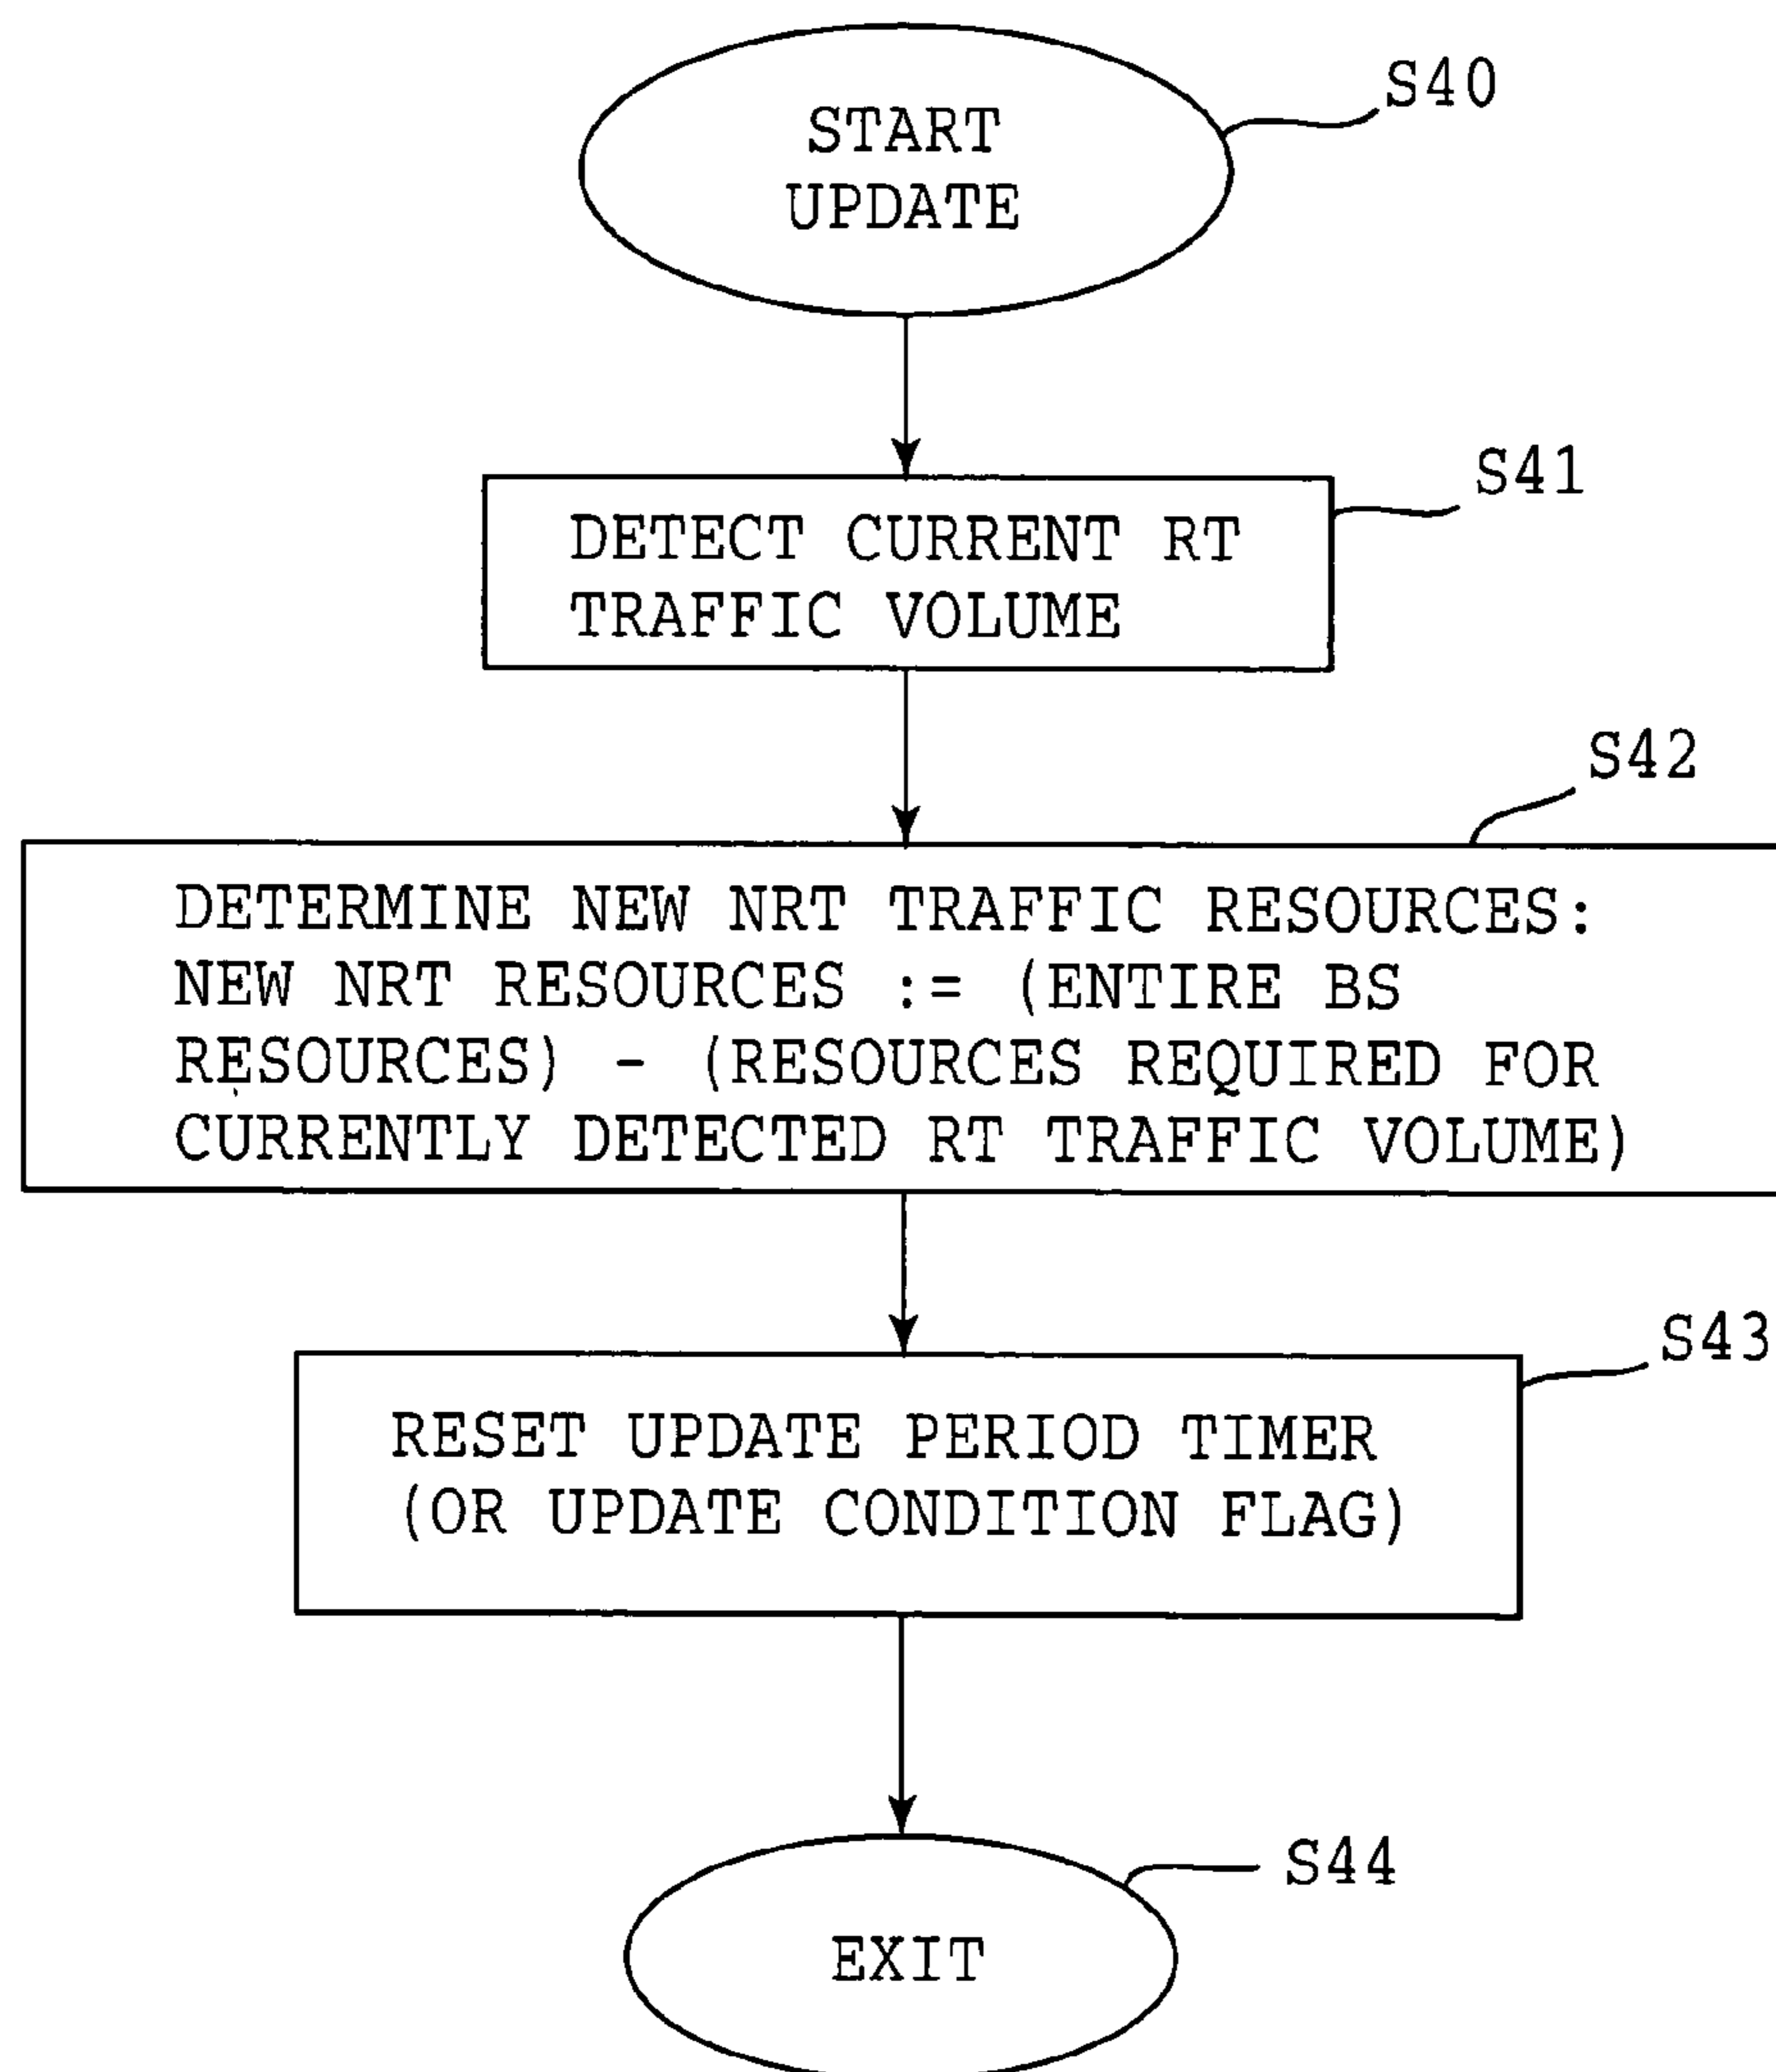 S40
START
UPDATE
S41
DETECT CURRENT RT
TRAFFIC VOLUME
S42
DETERMINE NEW NRT TRAFFIC RESOURCES:
NEW NRT RESOURCES := (ENTIRE BS
RESOURCES) - (RESOURCES REQUIRED FOR
CURRENTLY DETECTED RT TRAFFIC VOLUME)
S43
RESET UPDATE PERIOD TIMER
(OR UPDATE CONDITION FLAG)
S44
EXIT